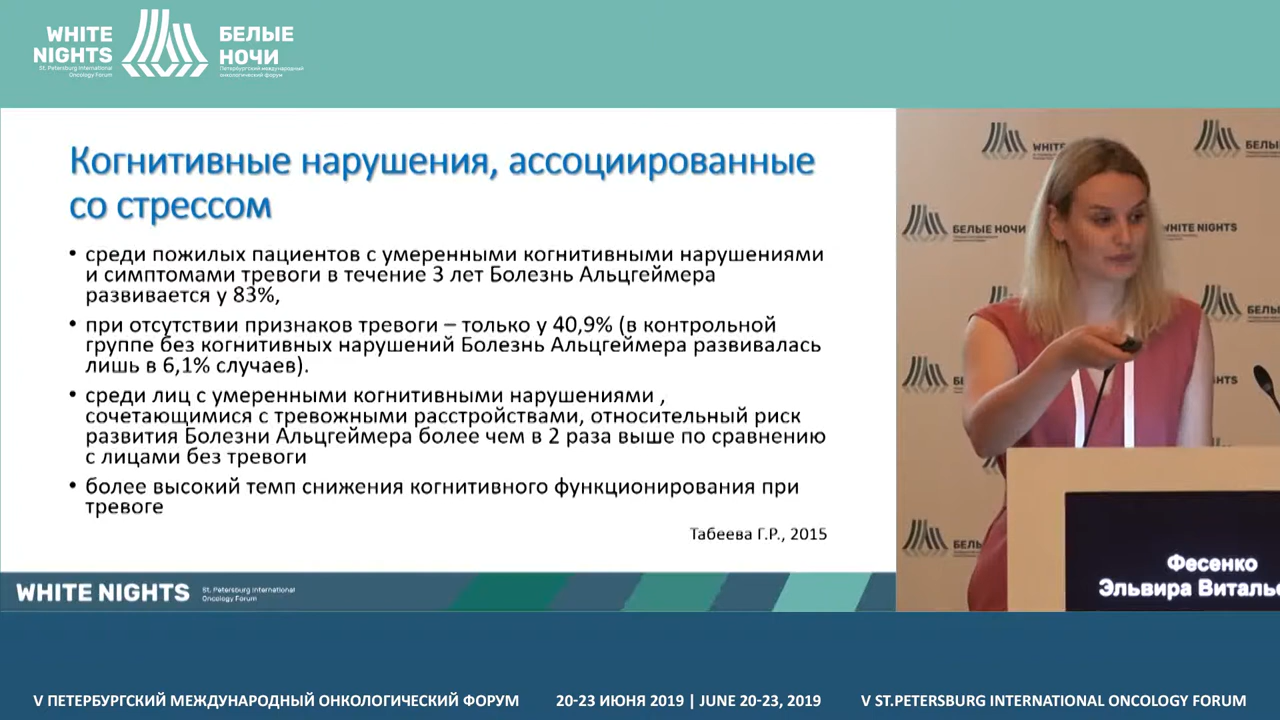 WHITE
NIGHTS
St. Petersburg International
Oncology Forum
БЕЛЫЕ
НОЧИ
Петербургский международный
онкологический форум
Когнитивные нарушения, ассоциированные
со стрессом
• среди пожилых пациентов с умеренными когнитивными нарушениями
и симптомами тревоги в течение 3 лет Болезнь Альцгеймера
развивается у 83%,
• при отсутствии признаков тревоги – только у 40,9% (в контрольной
группе без когнитивных нарушений Болезнь Альцгеймера развивалась
лишь в 6,1% случаев).
• среди лиц с умеренными когнитивными нарушениями ,
сочетающимися с тревожными расстройствами, относительный риск
развития Болезни Альцгеймера более чем в 2 раза выше по сравнению
с лицами без тревоги
• более высокий темп снижения когнитивного функционирования при
тревоге
Табеева Г.Р., 2015
WHITE NIGHTS
St. Petersburg International
Oncology Forum
БЕЛЫЕ НОЧИ
WHITE NIGHTS
Фесенко
Эльвира Виталье
V ПЕТЕРБУРГСКИЙ МЕЖДУНАРОДНЫЙ ОНКОЛОГИЧЕСКИЙ ФОРУМ
20-23 ИЮНЯ 2019 | JUNE 20-23, 2019
V ST.PETERSBURG INTERNATIONAL ONCOLOGY FORUM